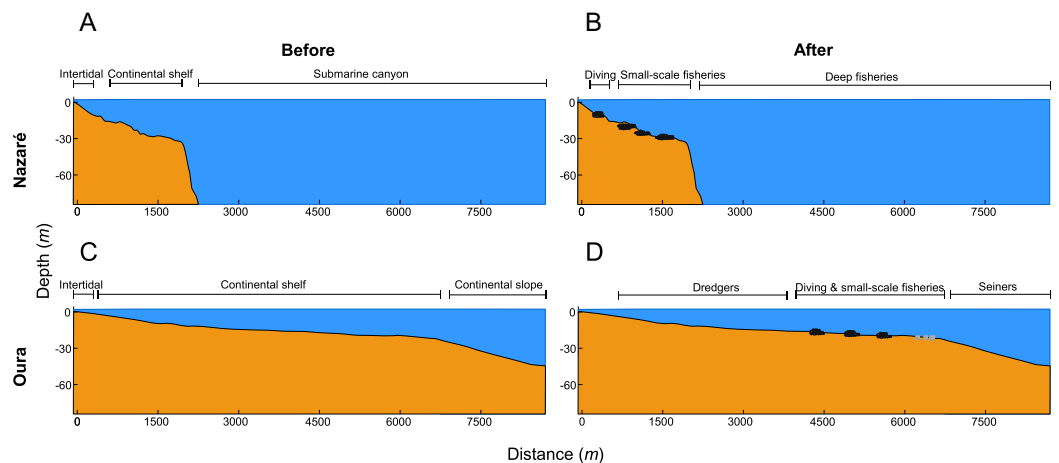 A
B
Before
After
Intertidal
Continental shelf
Submarine canyon
Diving
Small-scale fisheries
Deep fisheries
Nazaré
0
-30
-60
0
1500
3000
4500
6000
7500
0
-30
-60
0
1500
3000
4500
6000
7500
Depth (m)
C
D
Intertidal
Continental shelf
Continental slope
Dredgers
Diving & small-scale fisheries
Seiners
Oura
0
-30
-60
0
1500
3000
4500
6000
7500
0
-30
-60
0
1500
3000
4500
6000
7500
Distance (m)